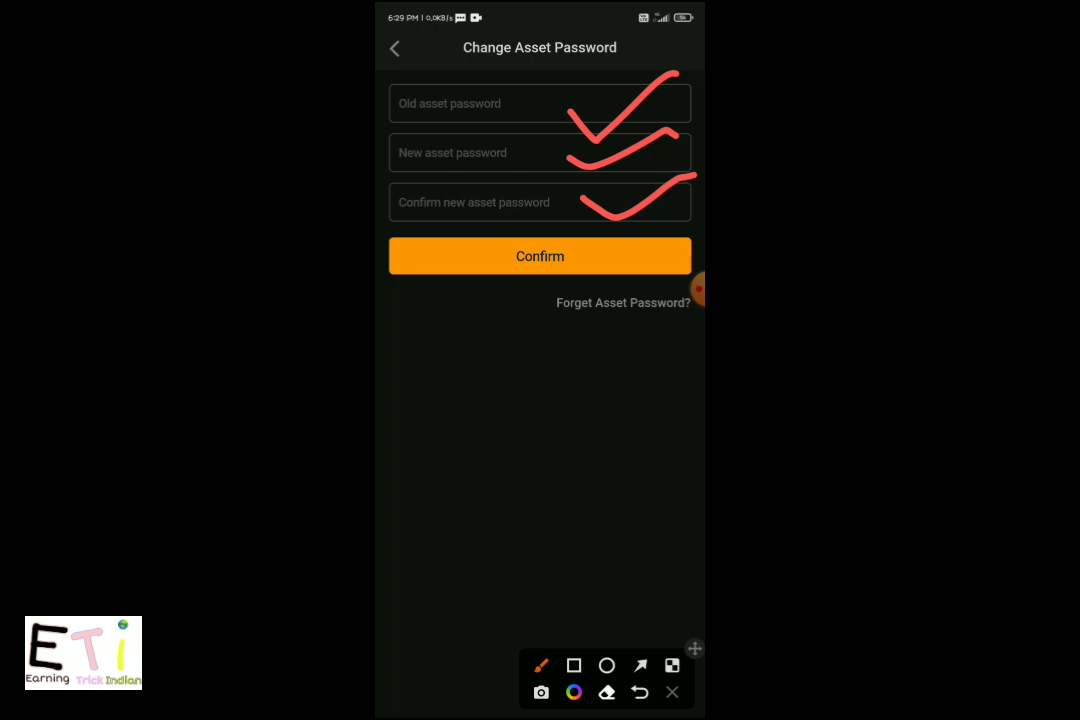 6:29 PM | 0.0KB/s
Change Asset Password
Old asset password
New asset password
Confirm new asset password
Confirm
Forget Asset Password?
ETi
Earning Trick Indian